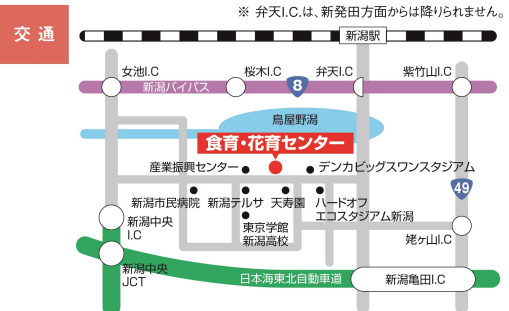 ※ 弁天I.C.は、新発田方面からは降りられません。
交通
新潟駅
女池I.C
桜木I.C
弁天I.C
紫竹山I.C
新潟バイパス
8
鳥屋野潟
食育・花育センター
産業振興センター
デンカビッグスワンスタジアム
49
新潟市民病院
新潟テルサ
天寿園
ハードオフ
エコスタジアム新潟
新潟中央
I.C
東京学館
新潟高校
姥ヶ山I.C
新潟中央
JCT
日本海東北自動車道
新潟亀田I.C